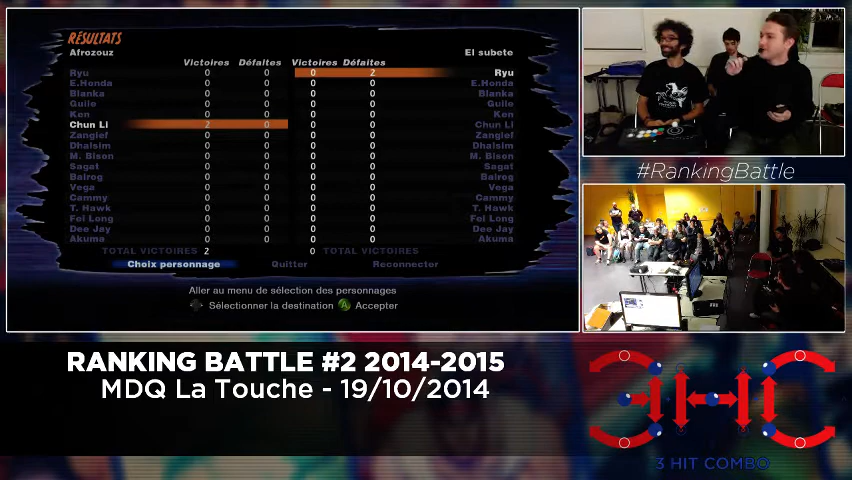 RÉSULTATS
Afrozouz El subete
Victoires Défaites Victoires Défaites
Ryu 0 0 0 2 Ryu
E.Honda 0 0 0 0 E.Honda
Blanka 0 0 0 0 Blanka
Guile 0 0 0 0 Guile
Ken 0 0 0 0 Ken
Chun Li 2 0 0 0 Chun Li
Zangief 0 0 0 0 Zangief
Dhalsim 0 0 0 0 Dhalsim
M. Bison 0 0 0 0 M. Bison
Sagat 0 0 0 0 Sagat
Balrog 0 0 0 0 Balrog
Vega 0 0 0 0 Vega
Cammy 0 0 0 0 Cammy
T. Hawk 0 0 0 0 T. Hawk
Fei Long 0 0 0 0 Fei Long
Dee Jay 0 0 0 0 Dee Jay
Akuma 0 0 0 0 Akuma
TOTAL VICTOIRES 2 0 TOTAL VICTOIRES
Choix personnage Quitter Reconnecter
Aller au menu de sélection des personnages
Sélectionner la destination A Accepter
#RankingBattle
RANKING BATTLE #2 2014-2015
MDQ La Touche - 19/10/2014
3HC
3 HIT COMBO